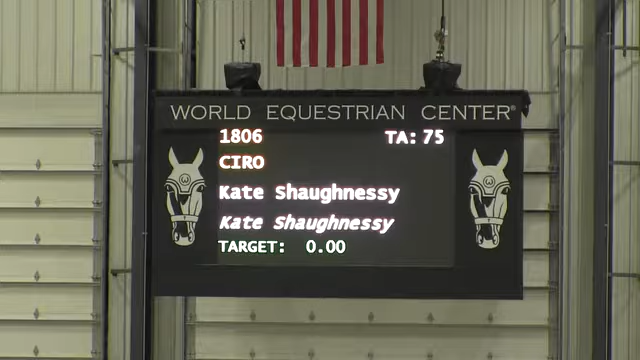 WORLD EQUESTRIAN CENTER®
1806 TA: 75
CIRO
Kate Shaughnessy
Kate Shaughnessy
TARGET: 0.00